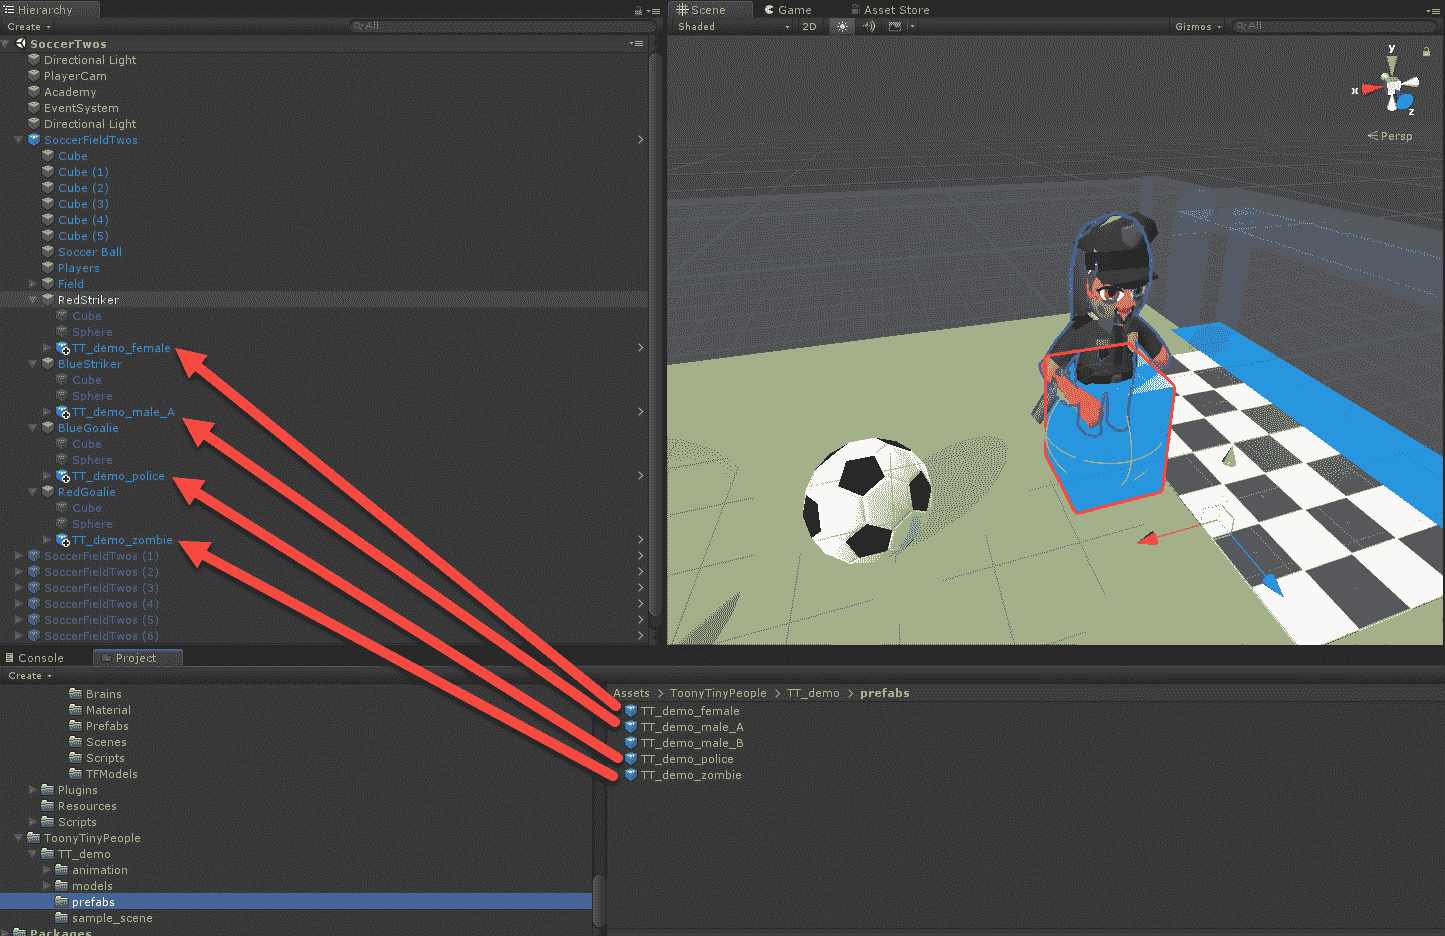 Hierarchy
Create
All
SoccerTwos
Directional Light
PlayerCam
Academy
EventSystem
Directional Light
SoccerFieldTwos
Cube
Cube (1)
Cube (2)
Cube (3)
Cube (4)
Cube (5)
Soccer Ball
Players
Field
RedStriker
Cube
Sphere
TT_demo_female
BlueStriker
Cube
Sphere
TT_demo_male_A
BlueGoalie
Cube
Sphere
TT_demo_police
RedGoalie
Cube
Sphere
TT_demo_zombie
SoccerFieldTwos (1)
SoccerFieldTwos (2)
SoccerFieldTwos (3)
SoccerFieldTwos (4)
SoccerFieldTwos (5)
SoccerFieldTwos (6)
Scene Game Asset Store
Shaded 2D Gizmos All
y
x
z
Persp
Console Project
Create
Brains
Material
Prefabs
Scenes
Scripts
TFModels
Plugins
Resources
Scripts
ToonyTinyPeople
TT_demo
animation
models
prefabs
sample_scene
Packages
Assets > ToonyTinyPeople > TT_demo > prefabs
TT_demo_female
TT_demo_male_A
TT_demo_male_B
TT_demo_police
TT_demo_zombie